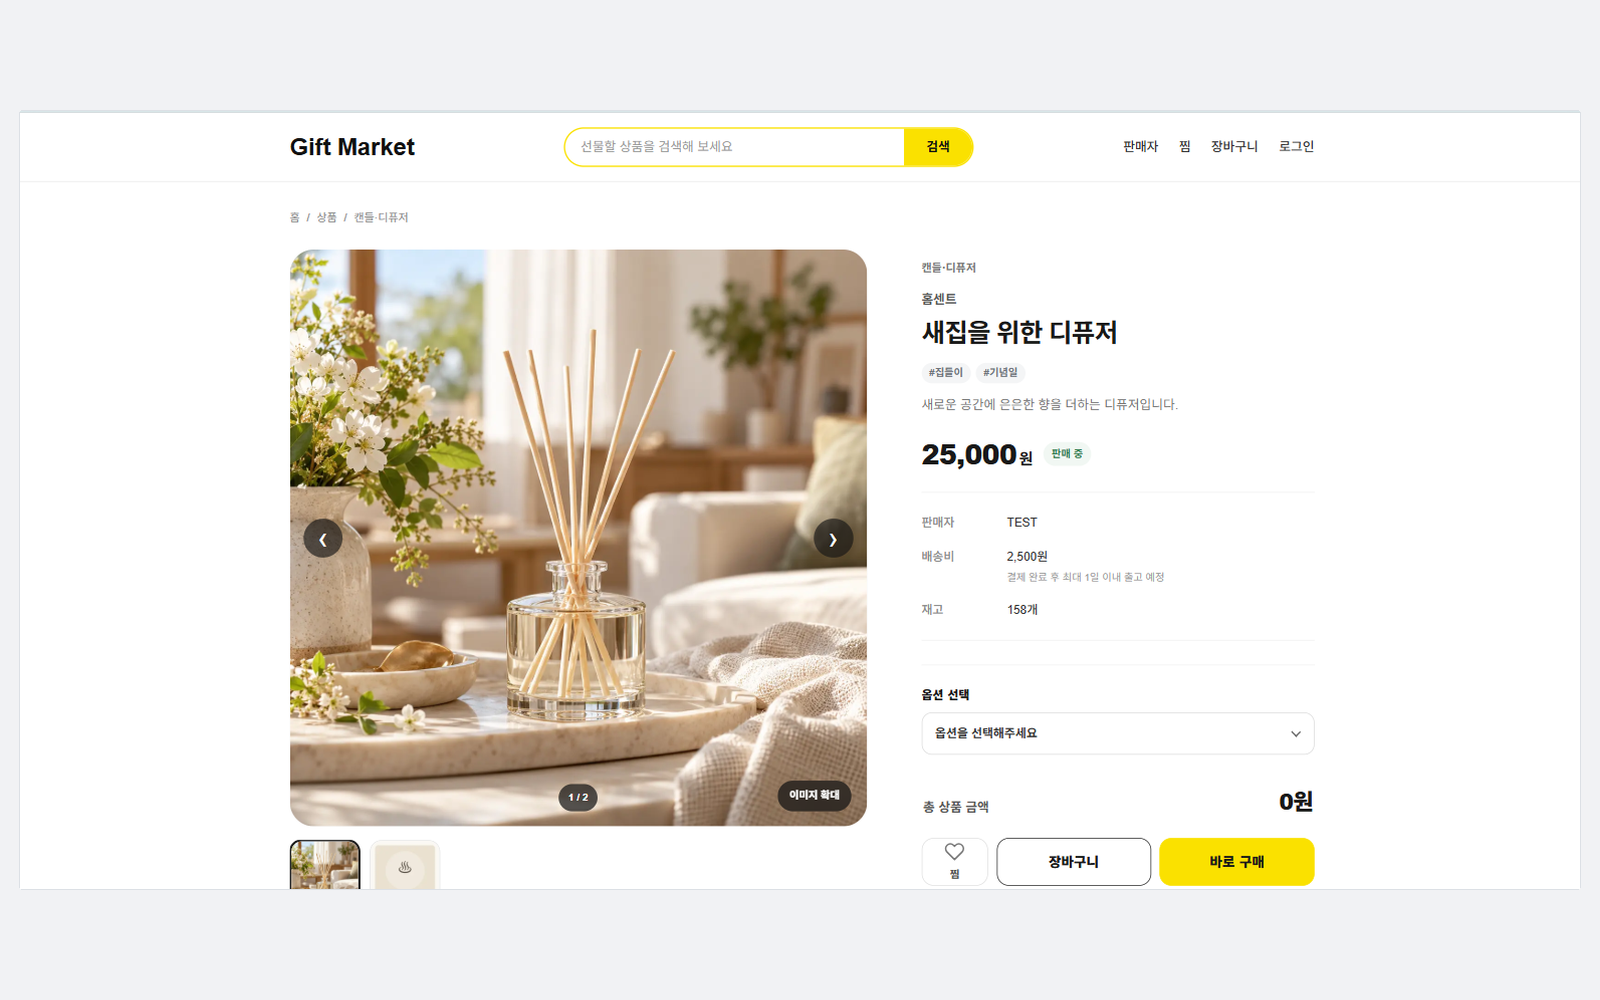 Gift Market
선물할 상품을 검색해 보세요
검색
판매자 찜 장바구니 로그인
홈 / 상품 / 캔들·디퓨저
캔들·디퓨저
홈센트
새집을 위한 디퓨저
#집들이 #기념일
새로운 공간에 은은한 향을 더하는 디퓨저입니다.
25,000원 판매 중
판매자 TEST
배송비 2,500원
결제 완료 후 최대 1일 이내 출고 예정
재고 158개
옵션 선택
옵션을 선택해주세요
총 상품 금액 0원
찜
장바구니
바로 구매
1 / 2
이미지 확대